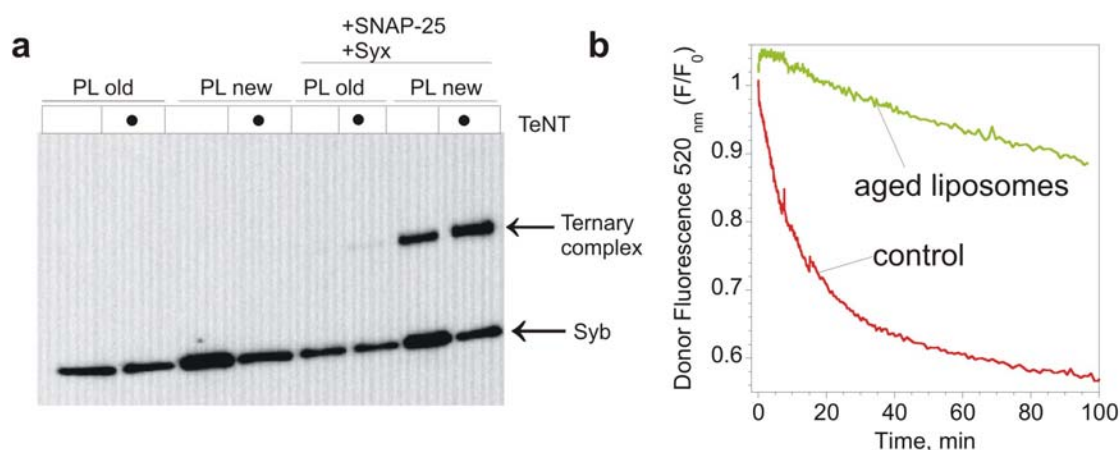 a
+SNAP-25
+Syx
PL old PL new PL old PL new
● ● ● ● TeNT
Ternary
complex
Syb
b
Donor Fluorescence 520nm (F/F0)
1
0.9
0.8
0.7
0.6
aged liposomes
control
0 20 40 60 80 100
Time, min